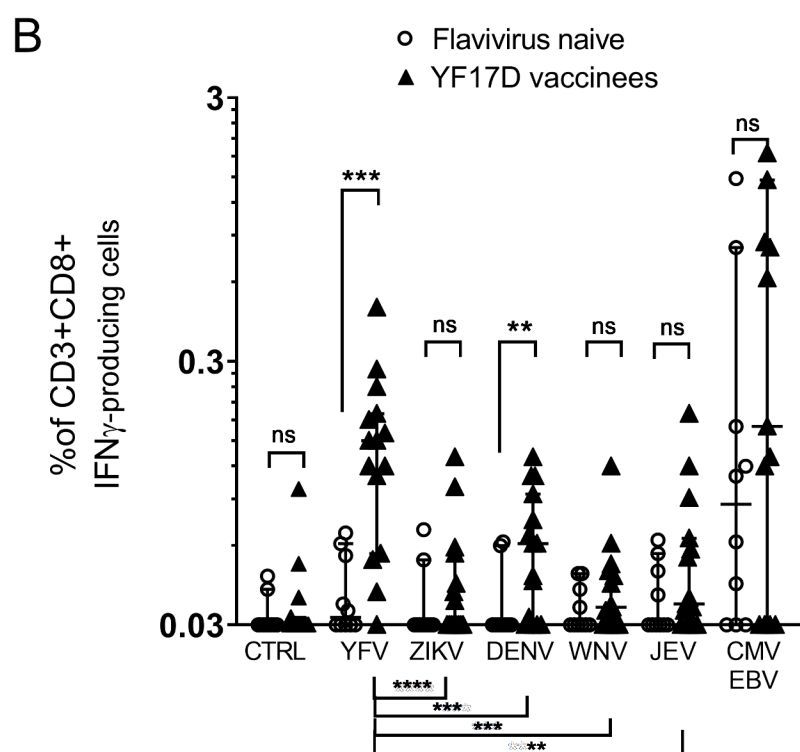 B
Flavivirus naive
YF17D vaccinees
%of CD3+CD8+
IFNγ-producing cells
3
0.3
0.03
ns
***
ns
**
ns
ns
ns
CTRL YFV ZIKV DENV WNV JEV CMV
EBV
****
***
***
**